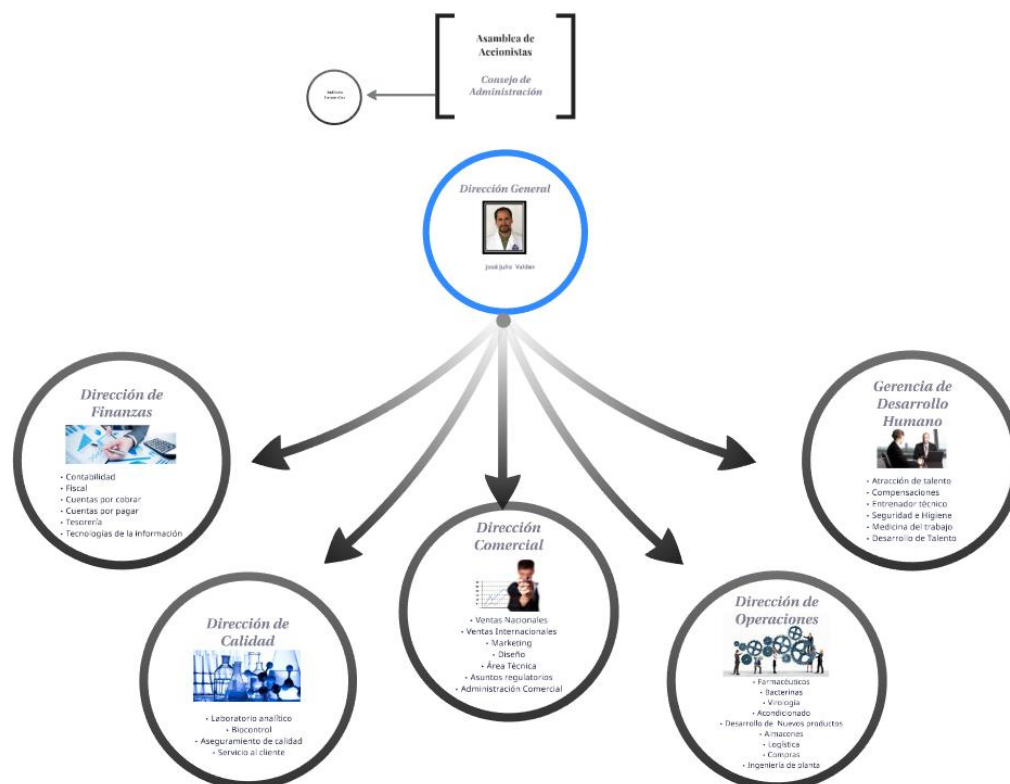 Asamblea de
Accionistas
Consejo de
Administración
Dirección General
José Julio Valdez
Dirección de
Finanzas
• Contabilidad
• Fiscal
• Cuentas por cobrar
• Cuentas por pagar
• Tesorería
• Tecnologías de la información
Dirección de
Calidad
• Laboratorio analítico
• Biocontrol
• Aseguramiento de calidad
• Servicio al cliente
Dirección
Comercial
• Ventas Nacionales
• Ventas Internacionales
• Marketing
• Diseño
• Área Técnica
• Asuntos regulatorios
• Administración Comercial
Dirección de
Operaciones
• Farmacéuticos
• Bacterinas
• Virología
• Acondicionado
• Desarrollo de Nuevos productos
• Almacenes
• Logística
• Compras
• Ingeniería de planta
Gerencia de
Desarrollo
Humano
• Atracción de talento
• Compensaciones
• Entrenador técnico
• Seguridad e Higiene
• Medicina del trabajo
• Desarrollo de Talento